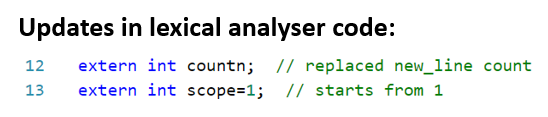 Updates in lexical analyser code:
12 extern int countn; // replaced new_line count
13 extern int scope=1; // starts from 1